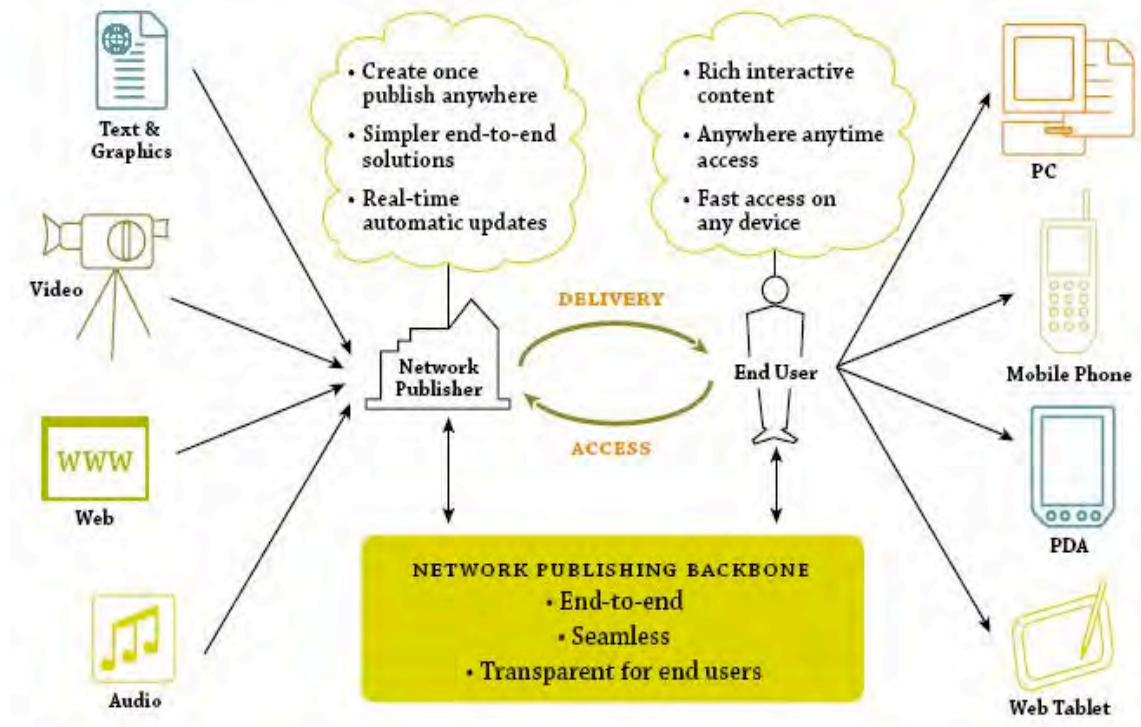 Text &
Graphics
Video
WWW
Web
Audio
• Create once
publish anywhere
• Simpler end-to-end
solutions
• Real-time
automatic updates
Network
Publisher
DELIVERY
ACCESS
• Rich interactive
content
• Anywhere anytime
access
• Fast access on
any device
End User
NETWORK PUBLISHING BACKBONE
• End-to-end
• Seamless
• Transparent for end users
PC
Mobile Phone
PDA
Web Tablet